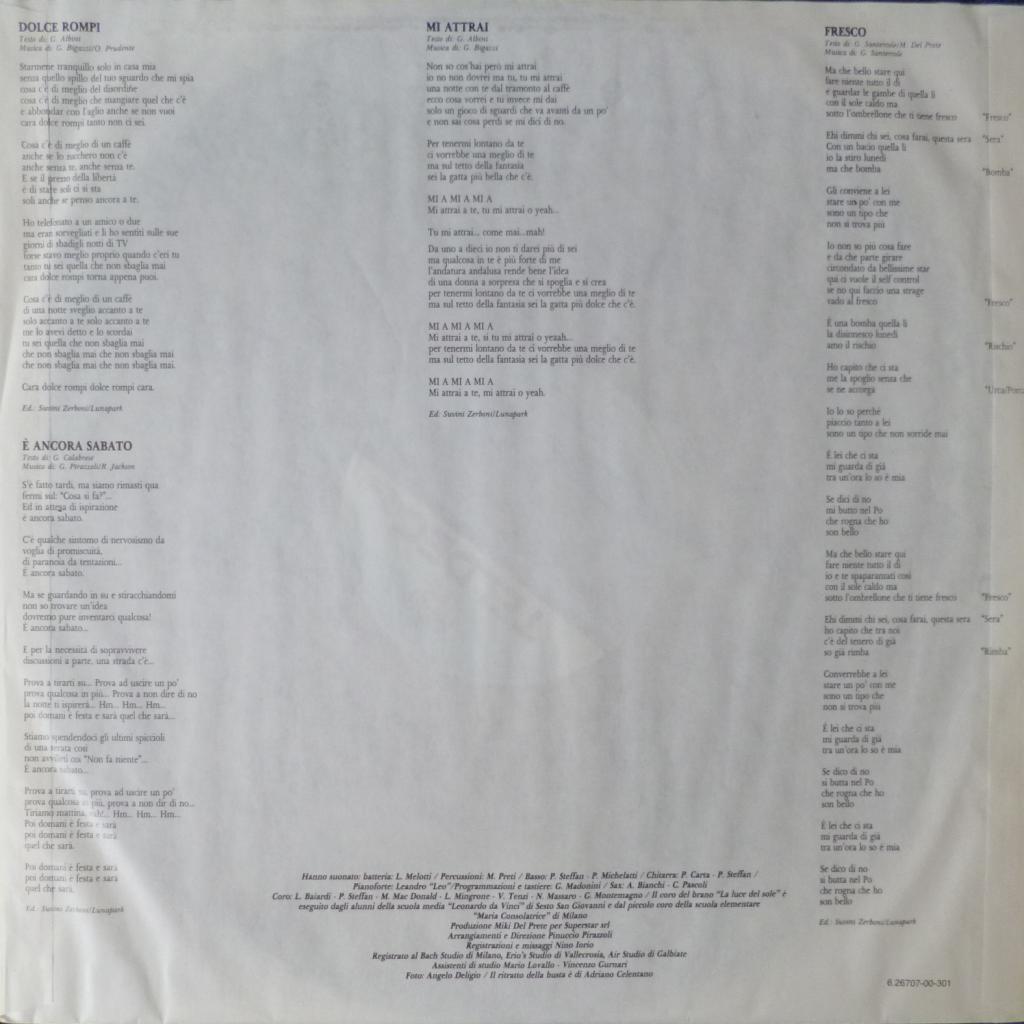 DOLCE ROMPI
Testo di: G. Alboni
Musica di: G. Bigazzi/O. Prudente
Starmene tranquillo solo in casa mia
senza quello spillo del tuo sguardo che mi spia
cosa c'è di meglio del disordine
cosa c'è di meglio che mangiare quel che c'è
e abbondar con l'aglio anche se non vuoi
cara dolce rompi tanto non ci sei.
Cosa c'è di meglio di un caffè
anche se lo zucchero non c'è
anche senza te, anche senza te.
E se il prezzo della libertà
è di stare soli ci si sta
soli anche se penso ancora a te.
Ho telefonato a un amico o due
ma eran sorvegliati e li ho sentiti sulle sue
giorni di sbadigli notti di TV
forse stavo meglio proprio quando c'eri tu
tanto tu sei quella che non sbaglia mai
cara dolce rompi torna appena puoi.
Cosa c'è di meglio di un caffè
di una notte sveglio accanto a te
solo accanto a te solo accanto a te
me lo avevi detto e lo scordai
tu sei quella che non sbaglia mai
che non sbaglia mai che non sbaglia mai
che non sbaglia mai che non sbaglia mai.
Cara dolce rompi dolce rompi cara.
Ed.: Suvini Zerboni/Lunapark
È ANCORA SABATO
Testo di: G. Calabrese
Musica di: G. Pirazzoli/R. Jackson
S'è fatto tardi, ma siamo rimasti qua
fermi sul: "Cosa si fa?"...
Ed in attesa di ispirazione
è ancora sabato.
C'è qualche sintomo di nervosismo da
voglia di promiscuità,
di paranoia da tentazioni...
È ancora sabato.
Ma se guardando in su e stiracchiandomi
non so trovare un'idea
dovremo pure inventarci qualcosa!
È ancora sabato...
E per la necessità di sopravvivere
discussioni a parte, una strada c'è...
Prova a tirarti su... Prova ad uscire un po'
prova qualcosa in più... Prova a non dire di no
la notte ti ispirerà... Hm... Hm... Hm...
poi domani è festa e sarà quel che sarà...
Stiamo spendendoci gli ultimi spiccioli
di una serata così
non avvilirti coi "Non fa niente"...
È ancora sabato...
Prova a tirarti su, prova ad uscire un po'
prova qualcosa in più, prova a non dir di no...
Tiriamo mattina, Hm... Hm... Hm...
Poi domani è festa e sarà
poi domani è festa e sarà
quel che sarà.
Poi domani è festa e sarà
poi domani è festa e sarà
quel che sarà.
Ed.: Suvini Zerboni/Lunapark
MI ATTRAI
Testo di: G. Alboni
Musica di: G. Bigazzi
Non so cos'hai però mi attrai
io no non dovrei ma tu, tu mi attrai
una notte con te dal tramonto al caffè
ecco cosa vorrei e tu invece mi dai
solo un gioco di sguardi che va avanti da un po'
e non sai cosa perdi se mi dici di no.
Per tenermi lontano da te
ci vorrebbe una meglio di te
ma sul tetto della fantasia
sei la gatta più bella che c'è.
MI A MI A MI A
Mi attrai a te, tu mi attrai o yeah...
Tu mi attrai... come mai...mah!
Da uno a dieci io non ti darei più di sei
ma qualcosa in te è più forte di me
l'andatura andalusa rende bene l'idea
di una donna a sorpresa che si spoglia e si crea
per tenermi lontano da te ci vorrebbe una meglio di te
ma sul tetto della fantasia sei la gatta più dolce che c'è.
MI A MI A MI A
Mi attrai a te, si tu mi attrai o yeaah...
per tenermi lontano da te ci vorrebbe una meglio di te
ma sul tetto della fantasia sei la gatta più dolce che c'è.
MI A MI A MI A
Mi attrai a te, mi attrai o yeah.
Ed: Suvini Zerboni/Lunapark
FRESCO
Testo di: G. Santercole/M. Del Prete
Musica di: G. Santercole
Ma che bello stare qui
fare niente tutto il dì
e guardar le gambe di quella lì
con il sole caldo ma
sotto l'ombrellone che ti tiene fresco "Fresco"
Ehi dimmi chi sei, cosa farai, questa sera "Sera"
Con un bacio quella lì
io la stiro lunedì
ma che bomba "Bomba"
Gli conviene a lei
stare un po' con me
sono un tipo che
non si trova più
Io non so più cosa fare
e da che parte girare
circondato da bellissime star
qui ci vuole il self control
se no qui faccio una strage
vado al fresco "Fresco"
È una bomba quella lì
la disinnesco lunedì
amo il rischio "Rischio"
Ho capito che ci sta
me la spoglio senza che
se ne accorga
Io lo so perché
piaccio tanto a lei
sono un tipo che non sorride mai
È lei che ci sta
mi guarda di già
tra un'ora lo so è mia
Se dici di no
mi butto nel Po
che rogna che ho
son bello
Ma che bello stare qui
fare niente tutto il dì
io e te spaparanzati così
con il sole caldo ma
sotto l'ombrellone che ti tiene fresco "Fresco"
Ehi dimmi chi sei, cosa farai, questa sera "Sera"
ho capito che tra noi
c'è del tenero di già
so già rimba "Rimba"
Converrebbe a lei
stare un po' con me
sono un tipo che
non si trova più
È lei che ci sta
mi guarda di già
tra un'ora lo so è mia
Se dico di no
si butta nel Po
che rogna che ho
son bello
È lei che ci sta
mi guarda di già
tra un'ora lo so è mia
Se dico di no
si butta nel Po
che rogna che ho
son bello
Ed.: Suvini Zerboni/Lunapark
Hanno suonato: batteria: L. Melotti / Percussioni: M. Preti / Basso: P. Steffan - P. Michelatti / Chitarra: P. Carta - P. Steffan /
Pianoforte: Leandro "Leo"/Programmazioni e tastiere: G. Madonini / Sax: A. Bianchi - C. Pascoli
Coro: L. Baiardi - P. Steffan - M. Mac Donald - L. Mingrone - V. Tenzi - N. Massaro - G. Montemagno / Il coro del brano "La luce del sole" è
eseguito dagli alunni della scuola media "Leonardo da Vinci" di Sesto San Giovanni e dal piccolo coro della scuola elementare
"Maria Consolatrice" di Milano
Produzione Miki Del Prete per Superstar srl
Arrangiamenti e Direzione Pinuccio Pirazzoli
Registrazioni e missaggi Nino Iorio
Registrato al Bach Studio di Milano, Erio's Studio di Vallecrosia, Air Studio di Galbiate
Assistenti di studio Mario Lovallo - Vincenzo Gurnari
Foto: Angelo Deligio / Il ritratto della busta è di Adriano Celentano
6.26707-00-301